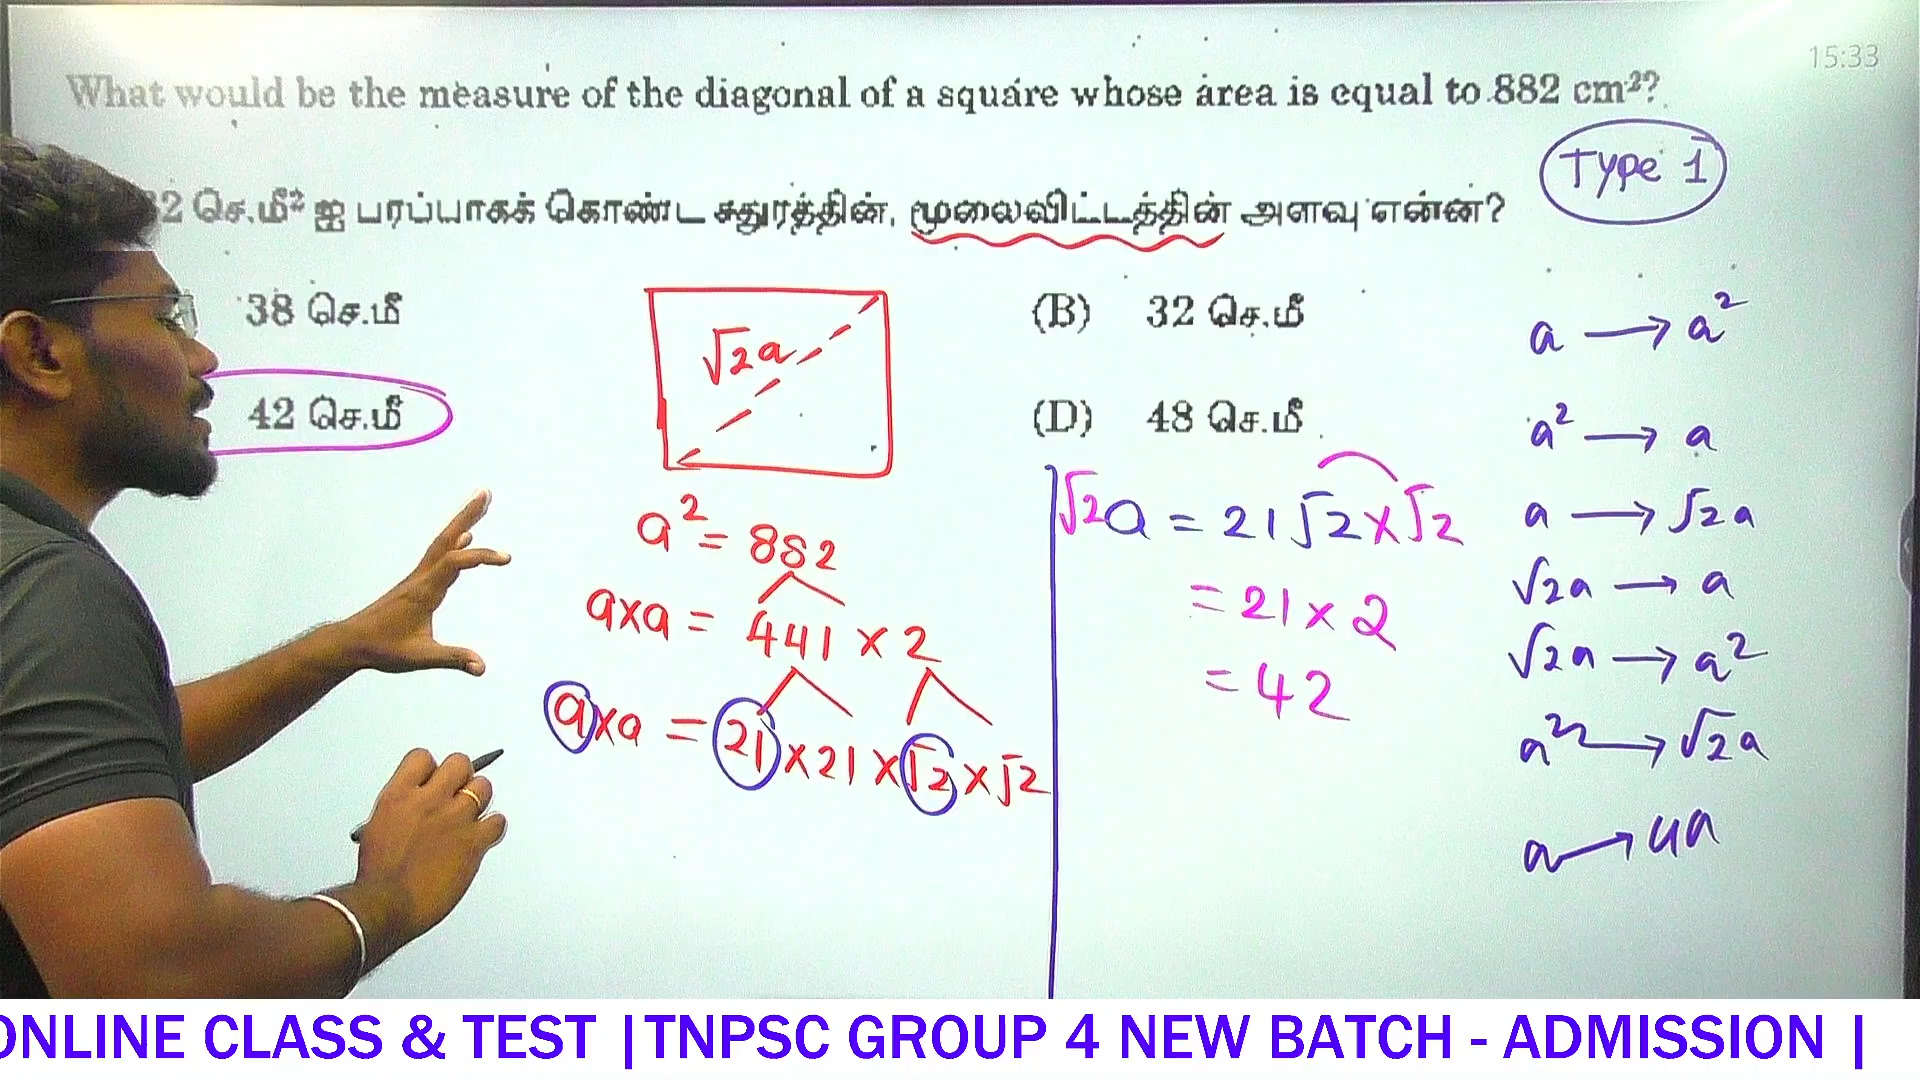 15:33
What would be the measure of the diagonal of a square whose area is equal to 882 cm²?
Type 1
2 செ.மீ² ஐ பரப்பாகக் கொண்ட சதுரத்தின், மூலைவிட்டத்தின் அளவு என்ன?
38 செ.மீ
(B) 32 செ.மீ
42 செ.மீ
(D) 48 செ.மீ
√2a
a² = 882
a×a = 441 × 2
a×a = 21 × 21 × √2 × √2
√2a = 21√2 × √2
= 21 × 2
= 42
a → a²
a² → a
a → √2a
√2a → a
√2a → a²
a² → √2a
a → 4a
ONLINE CLASS & TEST | TNPSC GROUP 4 NEW BATCH - ADMISSION |